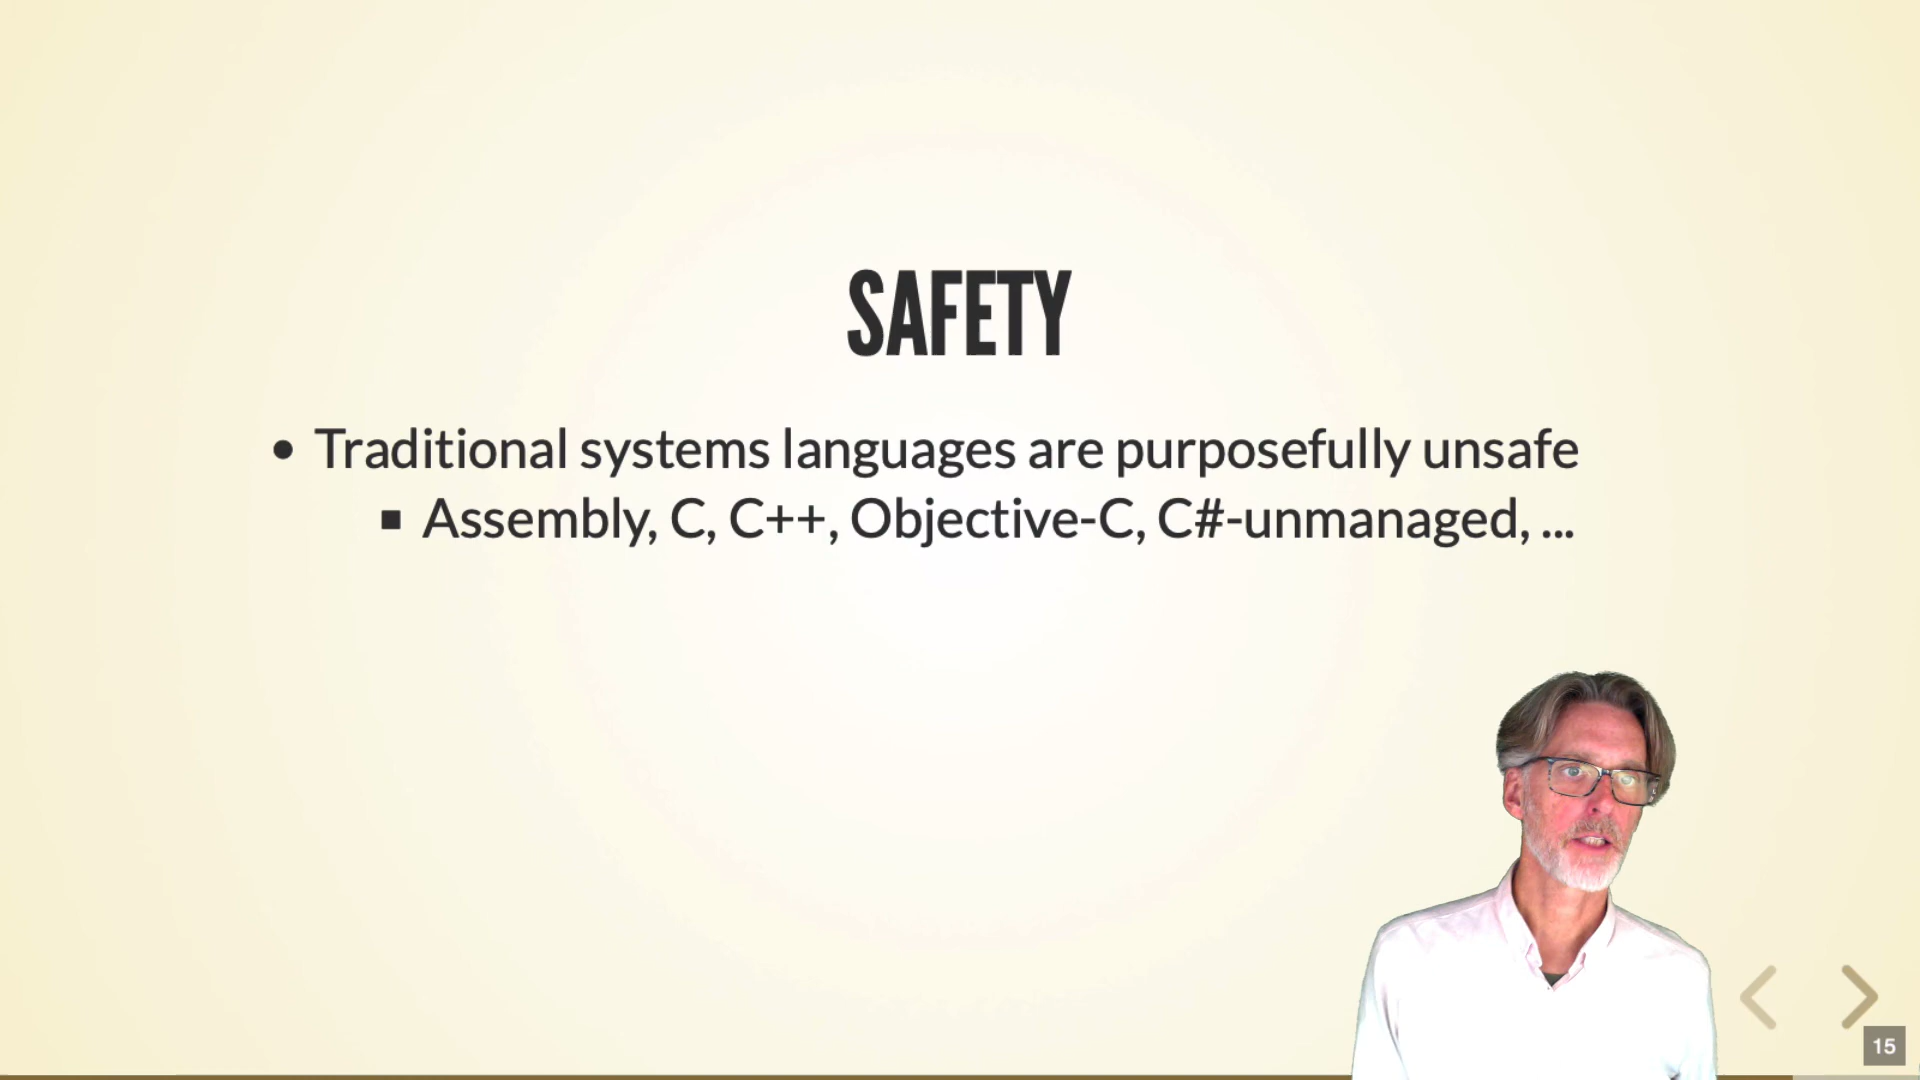 SAFETY
• Traditional systems languages are purposefully unsafe
▪ Assembly, C, C++, Objective-C, C#-unmanaged, ...
15